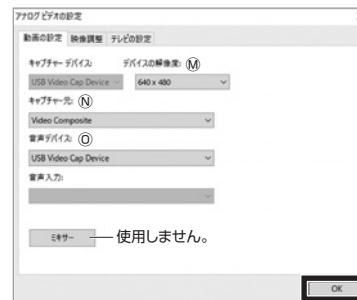 アナログ ビデオの設定
動画の設定 映像調整 テレビの設定
キャプチャー デバイス: デバイスの解像度: Ⓜ
USB Video Cap Device 640 x 480
キャプチャー元: Ⓝ
Video Composite
音声デバイス: Ⓞ
USB Video Cap Device
音声入力:
ミキサー 使用しません。
OK